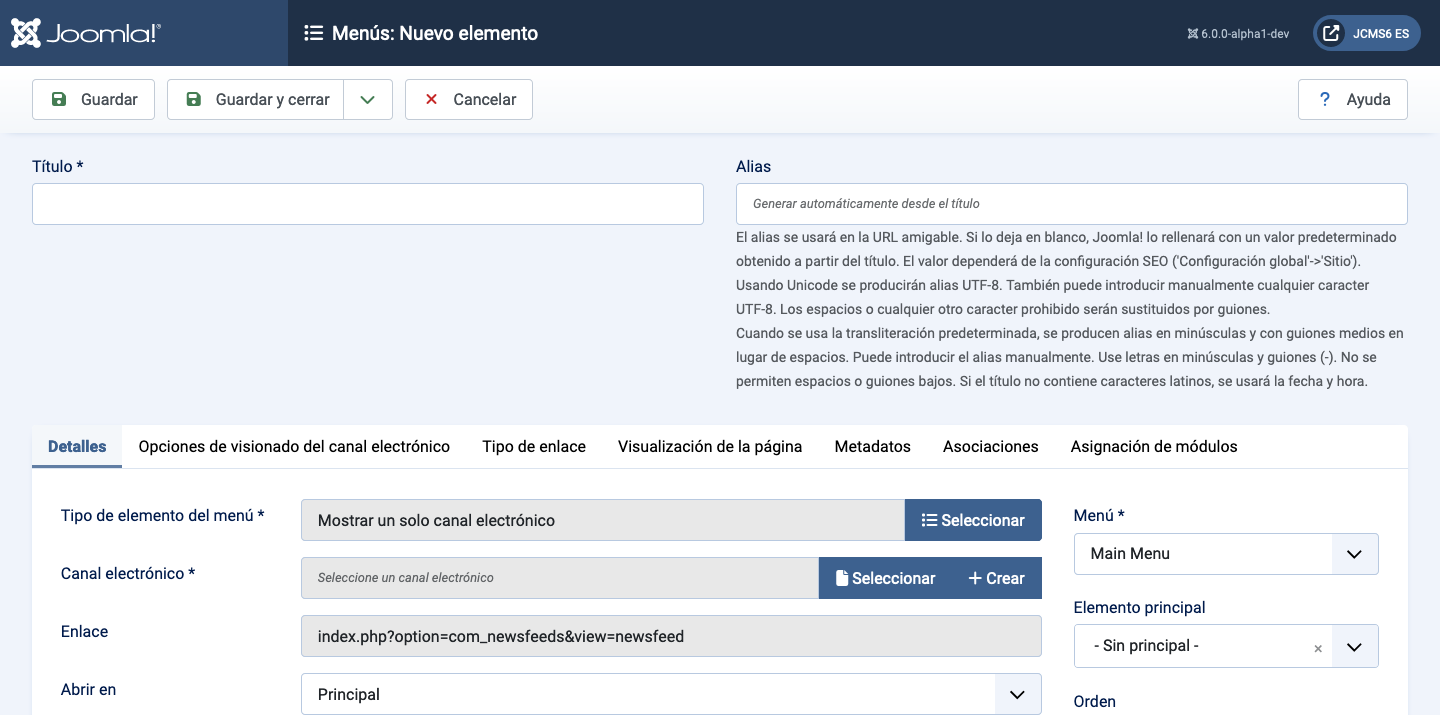 Joomla!®
Menús: Nuevo elemento
6.0.0-alpha1-dev
JCMS6 ES
Guardar
Guardar y cerrar
Cancelar
? Ayuda
Título *
Alias
Generar automáticamente desde el título
El alias se usará en la URL amigable. Si lo deja en blanco, Joomla! lo rellenará con un valor predeterminado
obtenido a partir del título. El valor dependerá de la configuración SEO ('Configuración global'->'Sitio').
Usando Unicode se producirán alias UTF-8. También puede introducir manualmente cualquier caracter
UTF-8. Los espacios o cualquier otro caracter prohibido serán sustituidos por guiones.
Cuando se usa la transliteración predeterminada, se producen alias en minúsculas y con guiones medios en
lugar de espacios. Puede introducir el alias manualmente. Use letras en minúsculas y guiones (-). No se
permiten espacios o guiones bajos. Si el título no contiene caracteres latinos, se usará la fecha y hora.
Detalles
Opciones de visionado del canal electrónico
Tipo de enlace
Visualización de la página
Metadatos
Asociaciones
Asignación de módulos
Tipo de elemento del menú *
Mostrar un solo canal electrónico
Seleccionar
Canal electrónico *
Seleccione un canal electrónico
Seleccionar
Crear
Enlace
index.php?option=com_newsfeeds&view=newsfeed
Abrir en
Principal
Menú *
Main Menu
Elemento principal
- Sin principal -
Orden